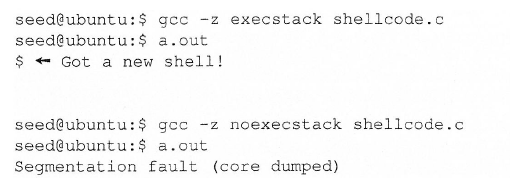 seed@ubuntu:$ gcc -z execstack shellcode.c
seed@ubuntu:$ a.out
$ ← Got a new shell!
seed@ubuntu:$ gcc -z noexecstack shellcode.c
seed@ubuntu:$ a.out
Segmentation fault (core dumped)